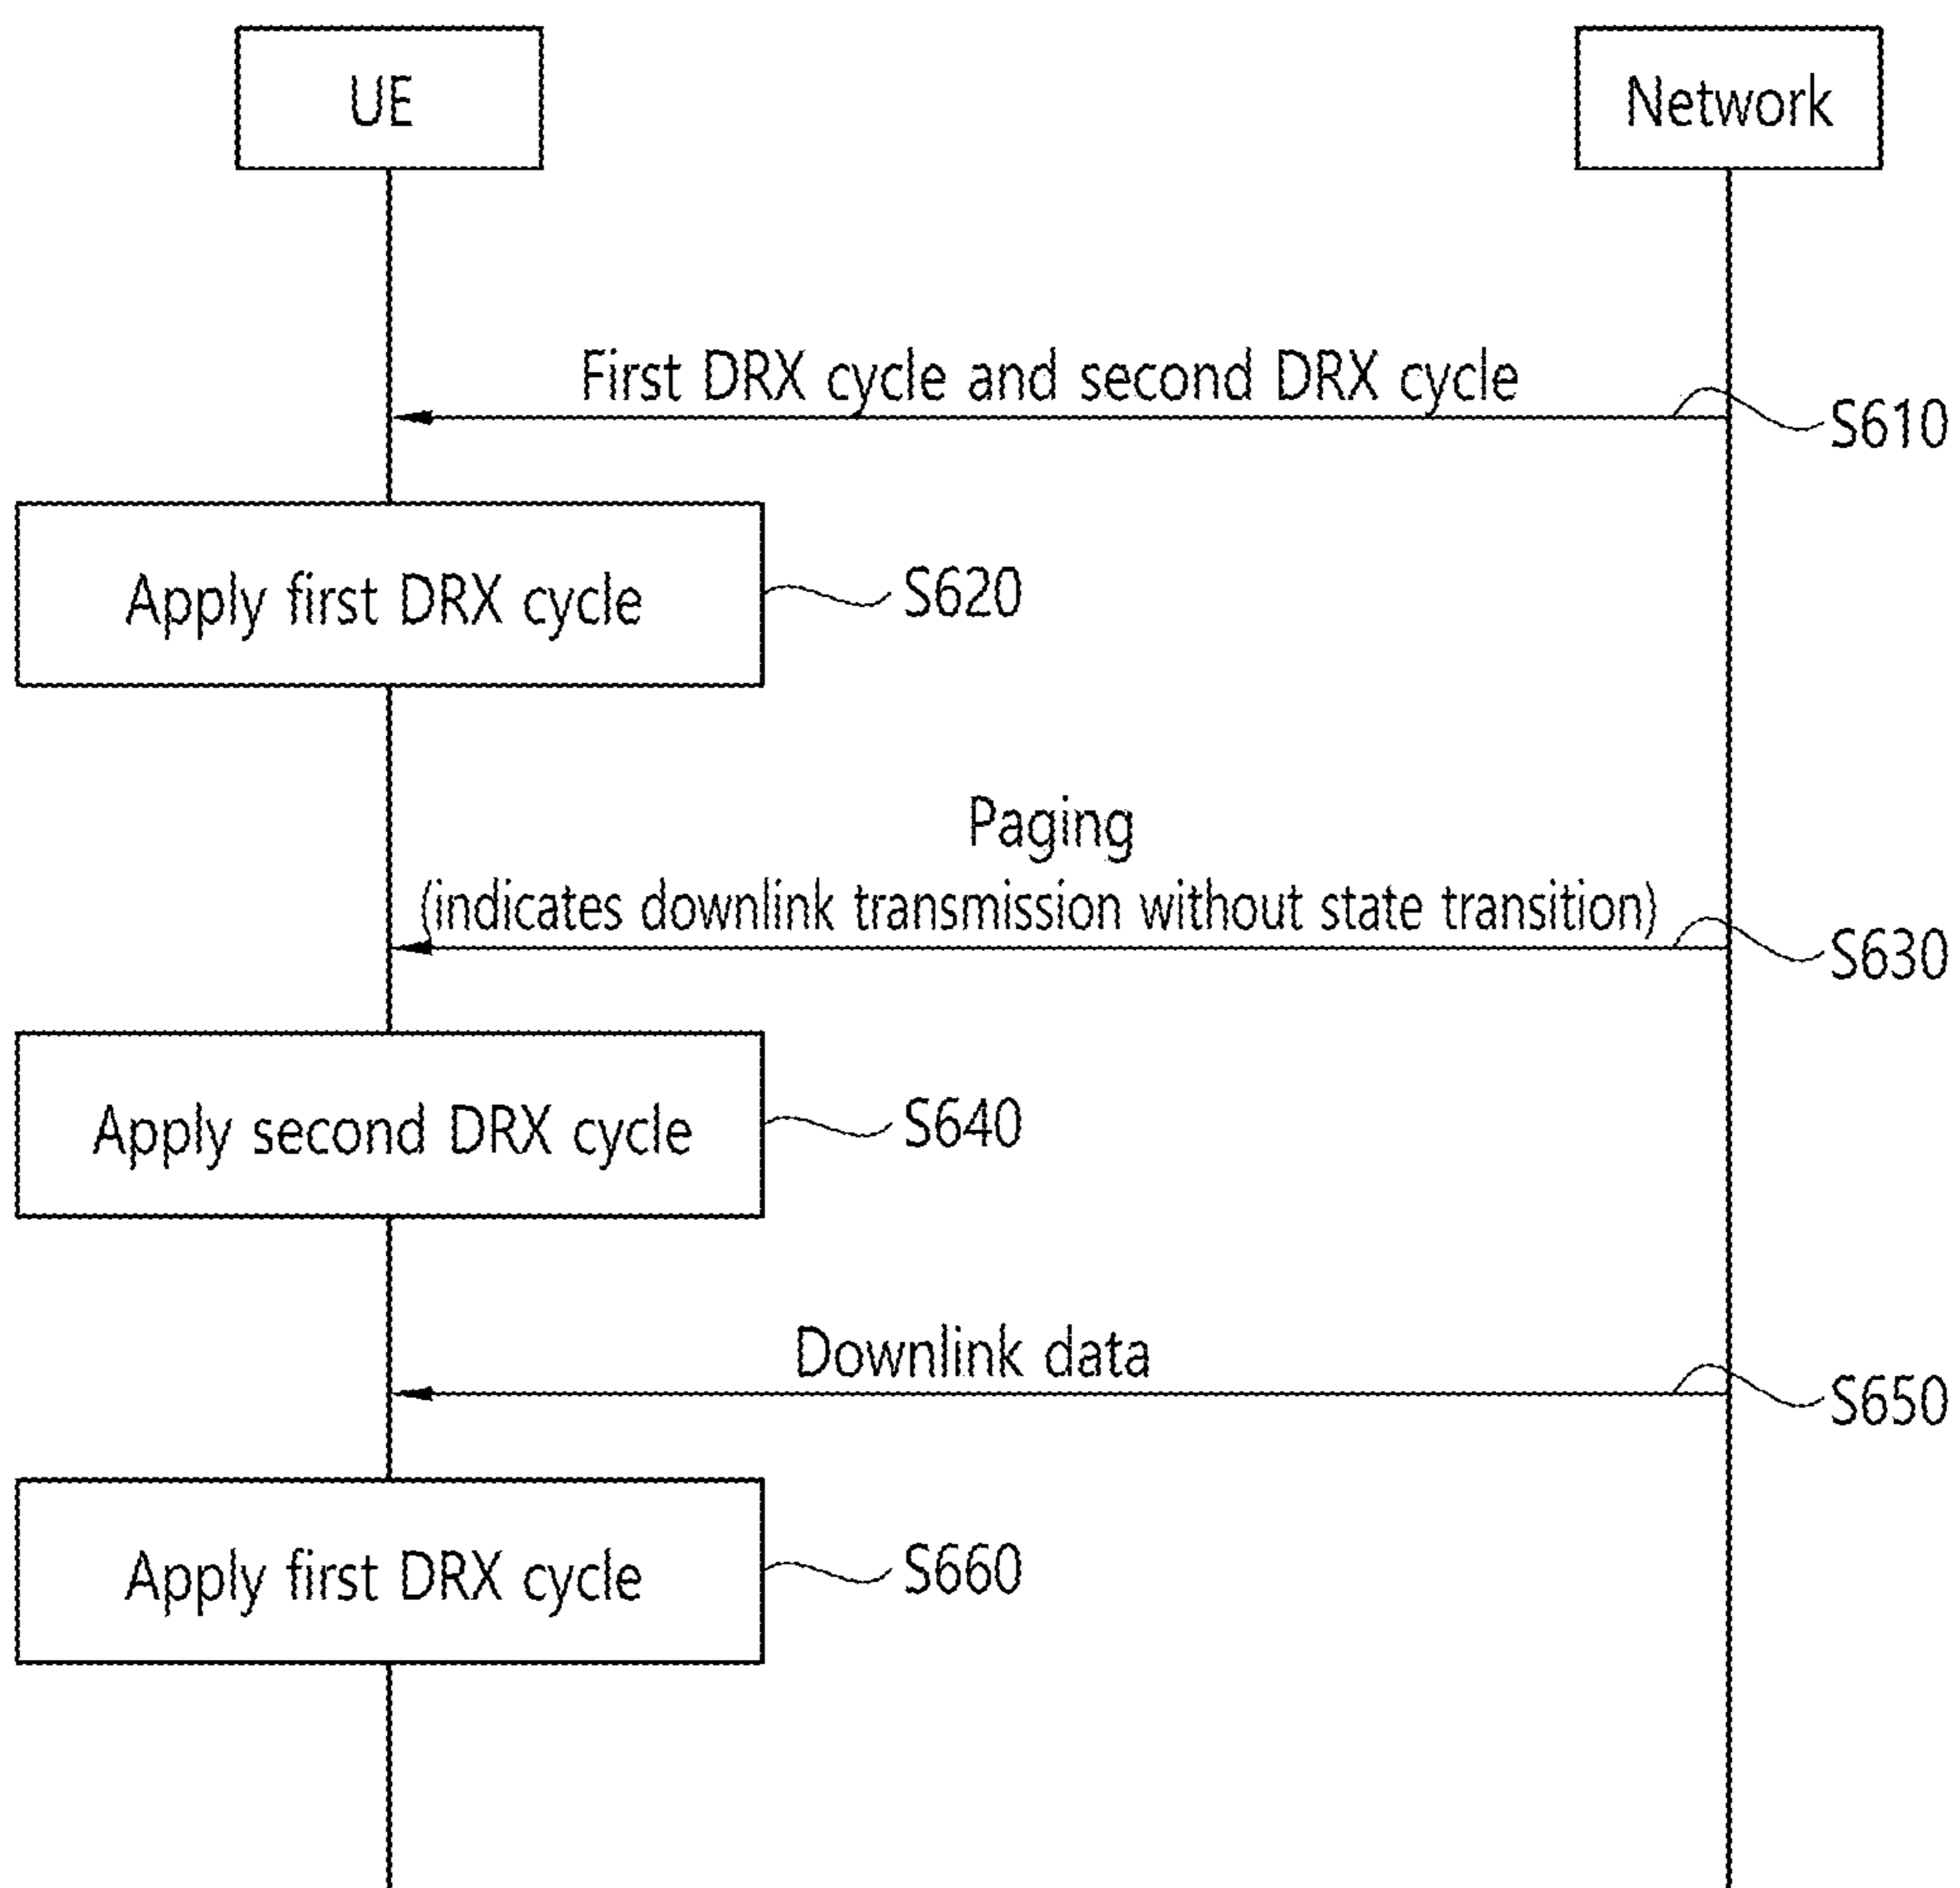 UE
Network
First DRX cycle and second DRX cycle
S610
Apply first DRX cycle
S620
Paging
(indicates downlink transmission without state transition)
S630
Apply second DRX cycle
S640
Downlink data
S650
Apply first DRX cycle
S660